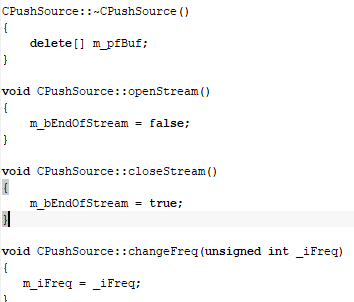 CPushSource::~CPushSource()
{
delete[] m_pfBuf;
}
void CPushSource::openStream()
{
m_bEndOfStream = false;
}
void CPushSource::closeStream()
{
m_bEndOfStream = true;
}
void CPushSource::changeFreq(unsigned int _iFreq)
{
m_iFreq = _iFreq;
}